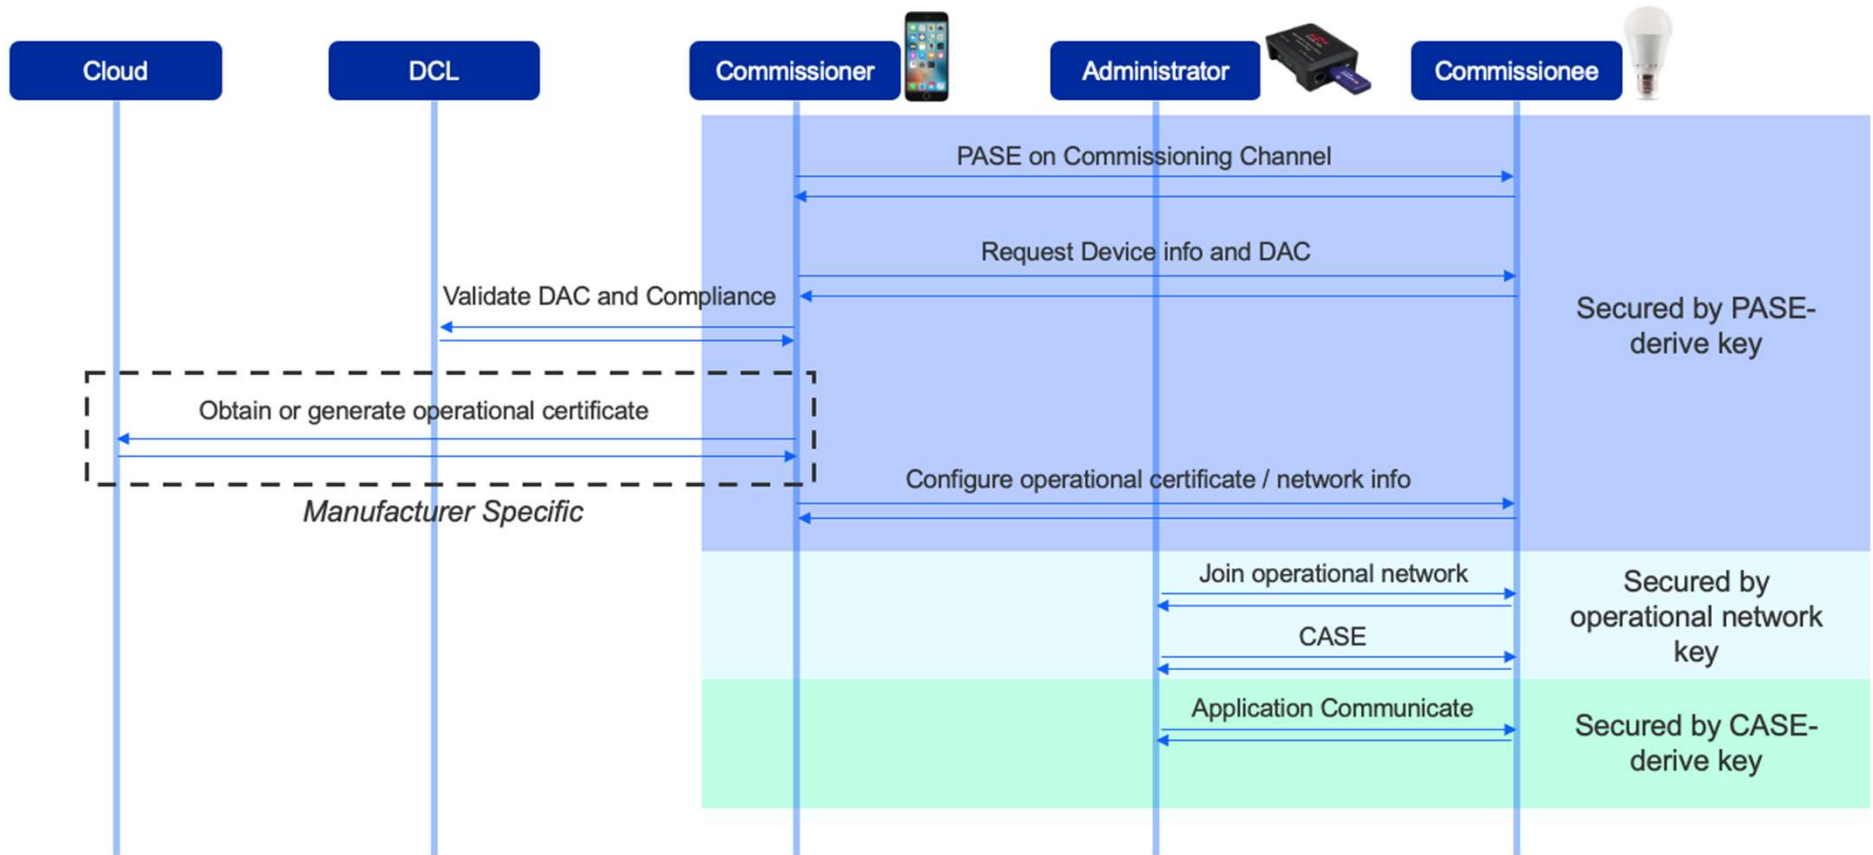 Cloud
DCL
Commissioner
Administrator
Commissionee
PASE on Commissioning Channel
Request Device info and DAC
Validate DAC and Compliance
Secured by PASE-
derive key
Obtain or generate operational certificate
Manufacturer Specific
Configure operational certificate / network info
Join operational network
CASE
Secured by
operational network
key
Application Communicate
Secured by CASE-
derive key